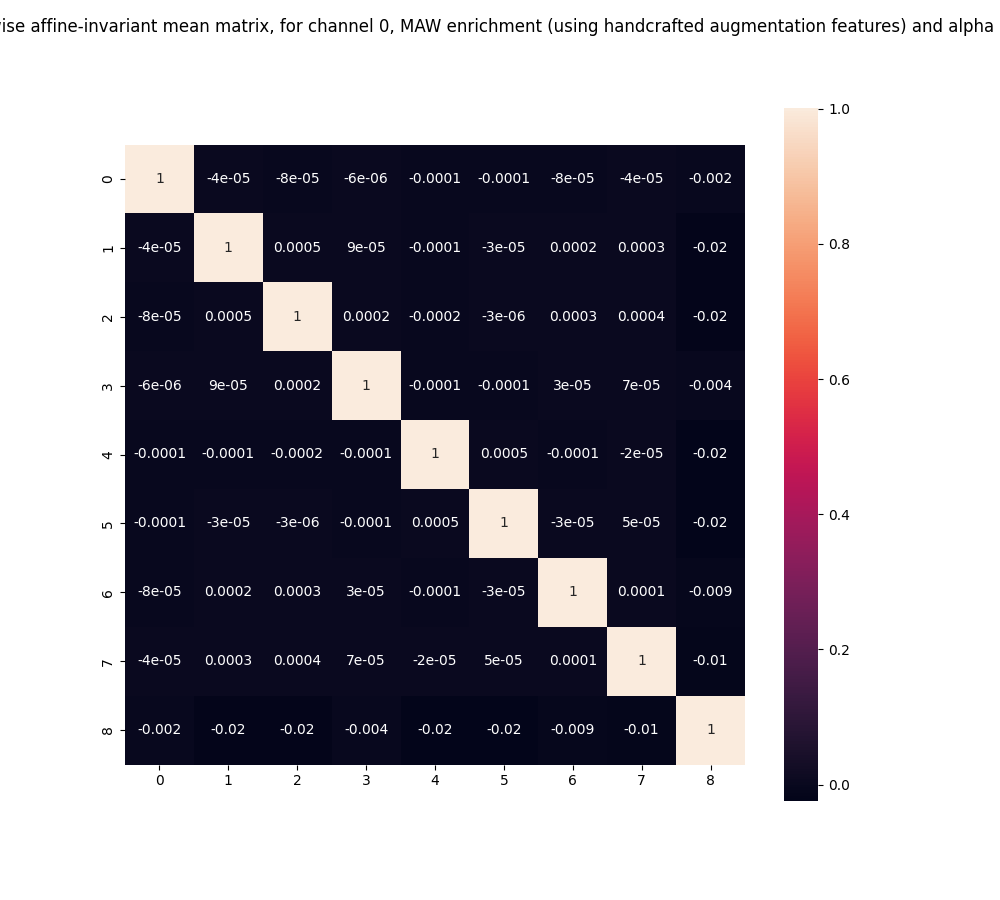 ise affine-invariant mean matrix, for channel 0, MAW enrichment (using handcrafted augmentation features) and alpha
1.0
0 1 -4e-05 -8e-05 -6e-06 -0.0001 -0.0001 -8e-05 -4e-05 -0.002
0.8
1 -4e-05 1 0.0005 9e-05 -0.0001 -3e-05 0.0002 0.0003 -0.02
2 -8e-05 0.0005 1 0.0002 -0.0002 -3e-06 0.0003 0.0004 -0.02
0.6
3 -6e-06 9e-05 0.0002 1 -0.0001 -0.0001 3e-05 7e-05 -0.004
4 -0.0001 -0.0001 -0.0002 -0.0001 1 0.0005 -0.0001 -2e-05 -0.02
0.4
5 -0.0001 -3e-05 -3e-06 -0.0001 0.0005 1 -3e-05 5e-05 -0.02
6 -8e-05 0.0002 0.0003 3e-05 -0.0001 -3e-05 1 0.0001 -0.009
0.2
7 -4e-05 0.0003 0.0004 7e-05 -2e-05 5e-05 0.0001 1 -0.01
8 -0.002 -0.02 -0.02 -0.004 -0.02 -0.02 -0.009 -0.01 1
0.0
0 1 2 3 4 5 6 7 8